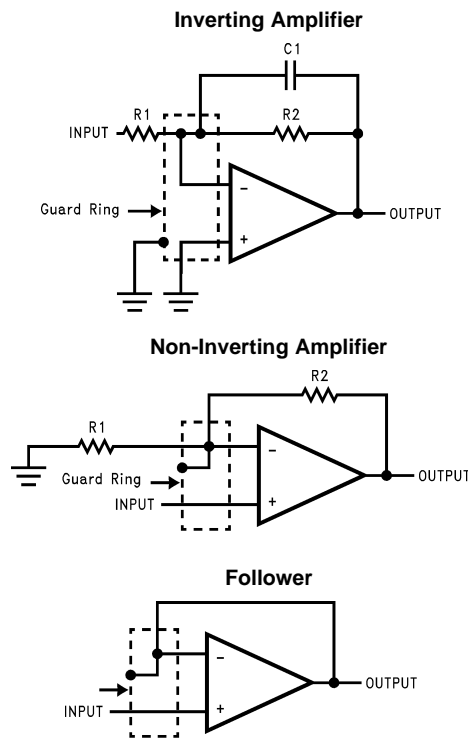 Inverting Amplifier
C1
R1
R2
INPUT
−
Guard Ring
OUTPUT
+
Non-Inverting Amplifier
R2
R1
−
Guard Ring
OUTPUT
INPUT
+
Follower
−
OUTPUT
INPUT
+